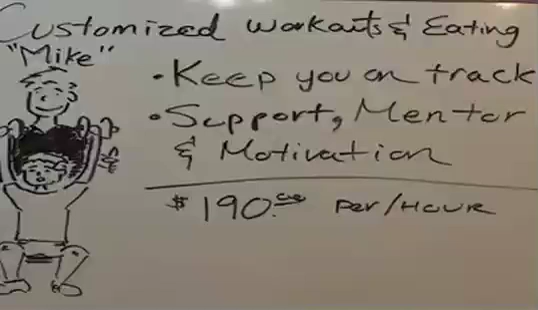 Customized Workouts & Eating
"Mike"
• Keep you on track
• Support, Mentor
& Motivation
$190.00 Per/Hour